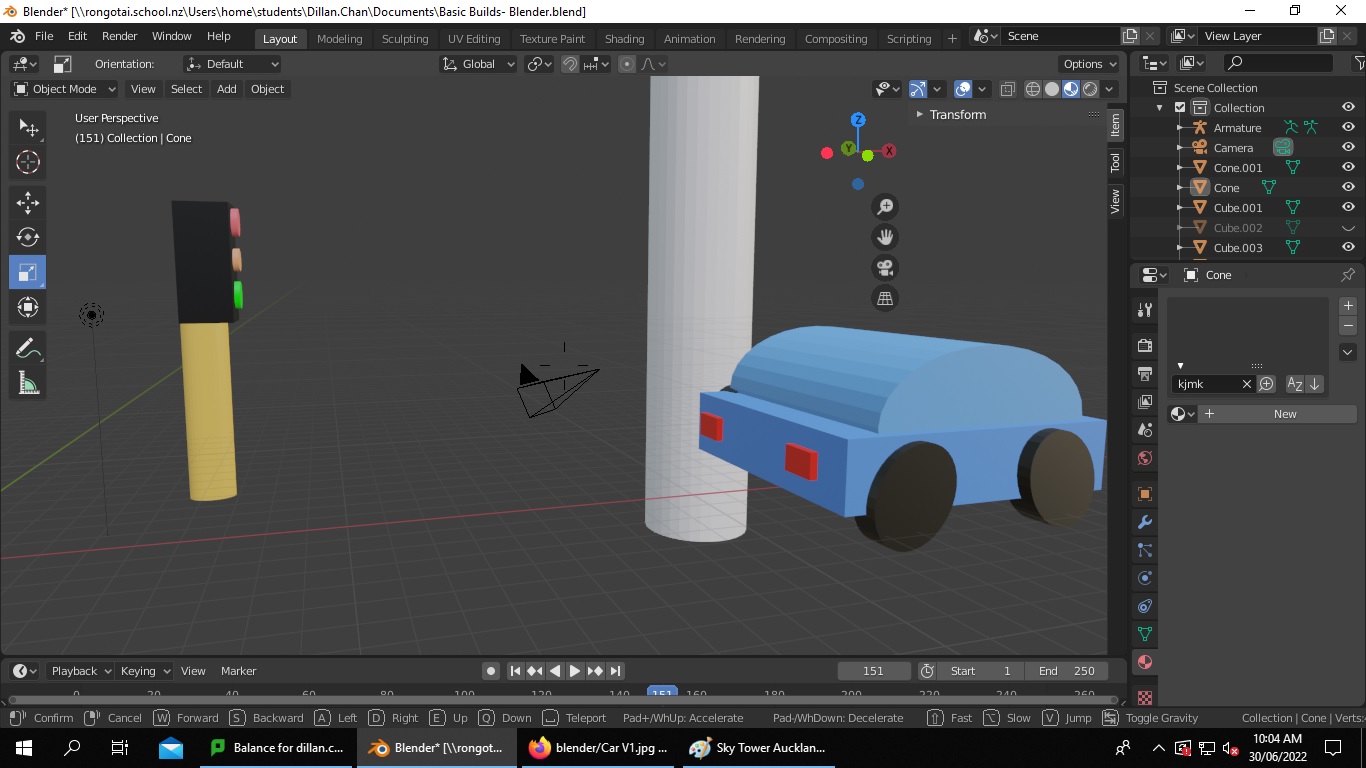 Blender* [\\rongotai.school.nz\Users\home\students\Dillan.Chan\Documents\Basic Builds- Blender.blend]
File Edit Render Window Help Layout Modeling Sculpting UV Editing Texture Paint Shading Animation Rendering Compositing Scripting + Scene View Layer
Orientation: Default Global Options
Object Mode View Select Add Object
Scene Collection
User Perspective
(151) Collection | Cone
Transform
Item
Tool
View
Z
Y
X
Collection
Armature
Camera
Cone.001
Cone
Cube.001
Cube.002
Cube.003
Cone
kjmk
New
Playback Keying View Marker 151 Start 1 End 250
0 20 40 60 80 100 120 140 151 160 180 200 220 240 260
Confirm Cancel W Forward S Backward A Left D Right E Up Q Down Teleport Pad+/WhUp: Accelerate Pad-/WhDown: Decelerate Fast Slow V Jump Toggle Gravity Collection | Cone | Verts:
Balance for dillan.c... Blender* [\\rongot... blender/Car V1.jpg ... Sky Tower Aucklan...
10:04 AM
30/06/2022